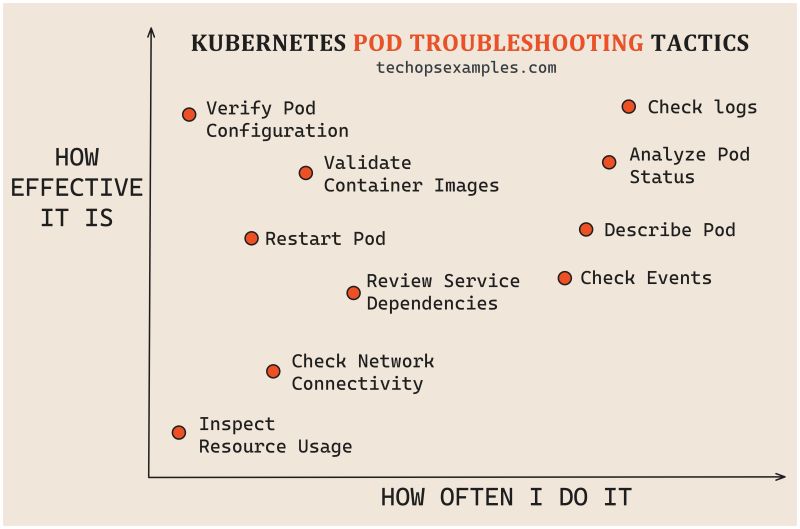 KUBERNETES POD TROUBLESHOOTING TACTICS
techopsexamples.com
HOW
EFFECTIVE
IT IS
Verify Pod
Configuration
Check logs
Validate
Container Images
Analyze Pod
Status
Restart Pod
Describe Pod
Review Service
Dependencies
Check Events
Check Network
Connectivity
Inspect
Resource Usage
HOW OFTEN I DO IT